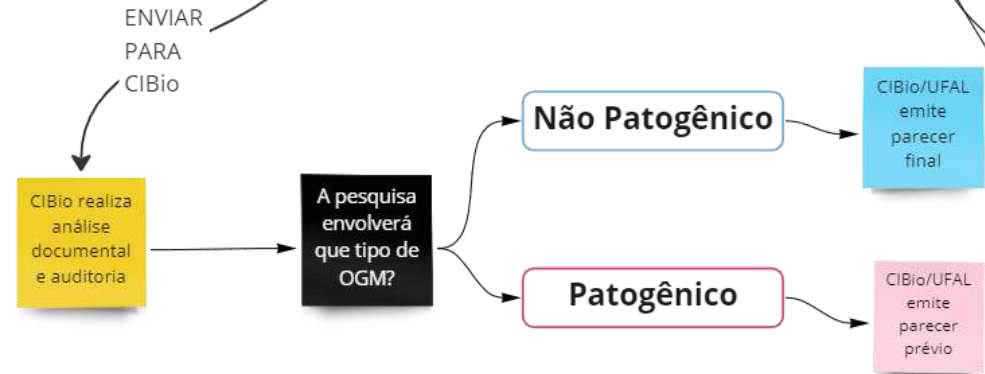 ENVIAR
PARA
CIBio
CIBio realiza
análise
documental
e auditoria
A pesquisa
envolverá
que tipo de
OGM?
Não Patogênico
CIBio/UFAL
emite
parecer
final
Patogênico
CIBio/UFAL
emite
parecer
prévio